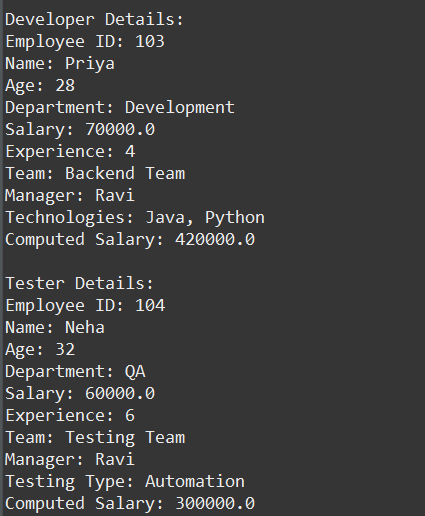 Developer Details:
Employee ID: 103
Name: Priya
Age: 28
Department: Development
Salary: 70000.0
Experience: 4
Team: Backend Team
Manager: Ravi
Technologies: Java, Python
Computed Salary: 420000.0
Tester Details:
Employee ID: 104
Name: Neha
Age: 32
Department: QA
Salary: 60000.0
Experience: 6
Team: Testing Team
Manager: Ravi
Testing Type: Automation
Computed Salary: 300000.0